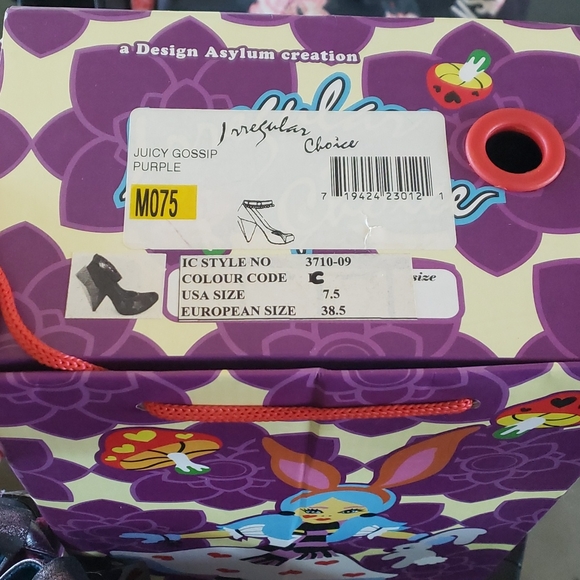 a Design Asylum creation
Irregular
Choice
JUICY GOSSIP
PURPLE
M075
7 19424 23012 1
IC STYLE NO 3710-09
COLOUR CODE C
size
USA SIZE 7.5
EUROPEAN SIZE 38.5